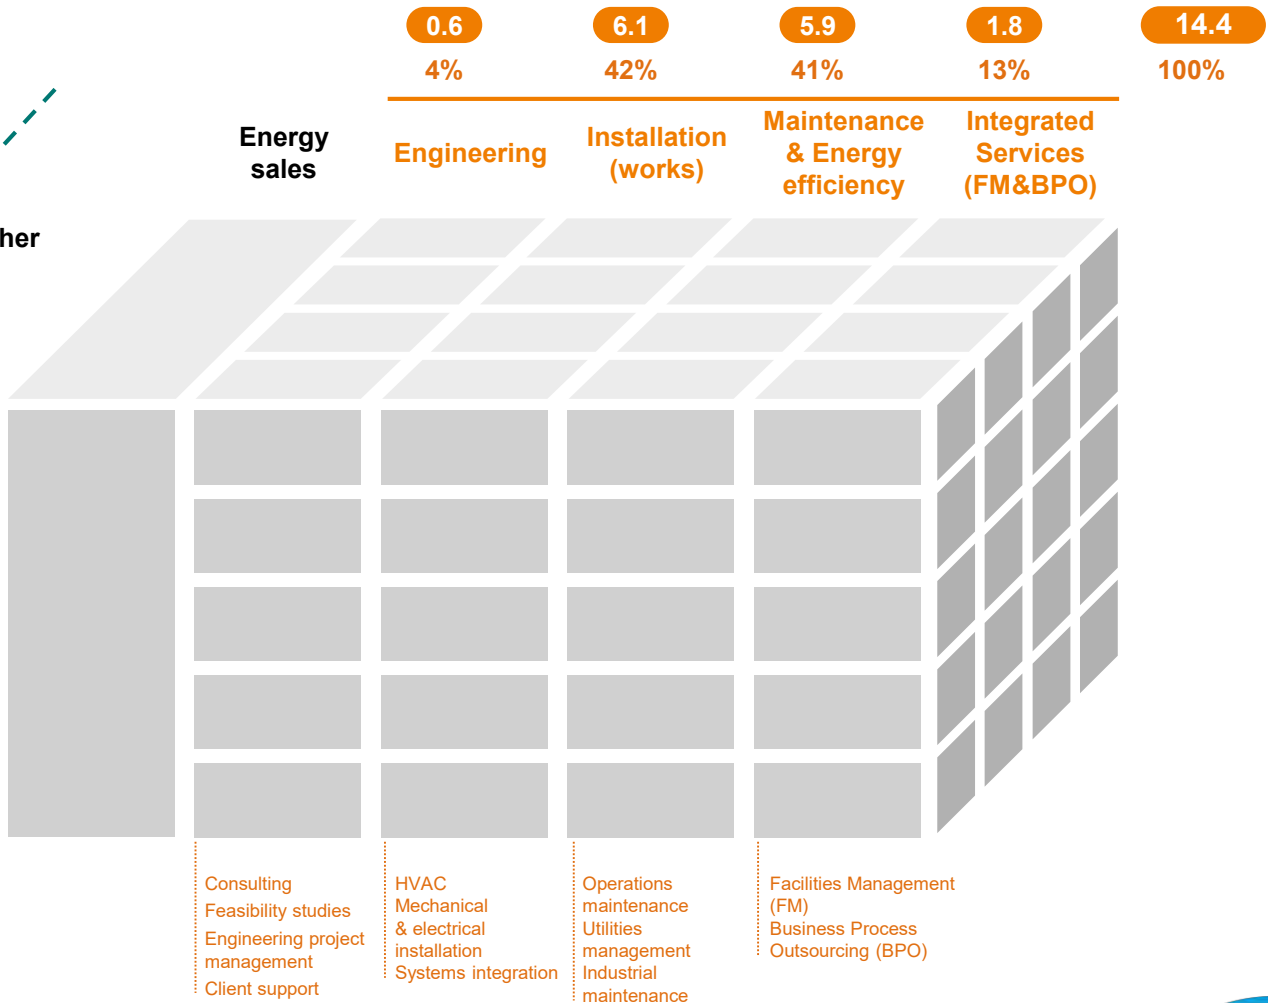 0.6 6.1 5.9 1.8 14.4
4% 42% 41% 13% 100%
Energy
sales
Engineering
Installation
(works)
Maintenance
& Energy
efficiency
Integrated
Services
(FM&BPO)
her
Consulting
Feasibility studies
Engineering project
management
Client support
HVAC
Mechanical
& electrical
installation
Systems integration
Operations
maintenance
Utilities
management
Industrial
maintenance
Facilities Management
(FM)
Business Process
Outsourcing (BPO)